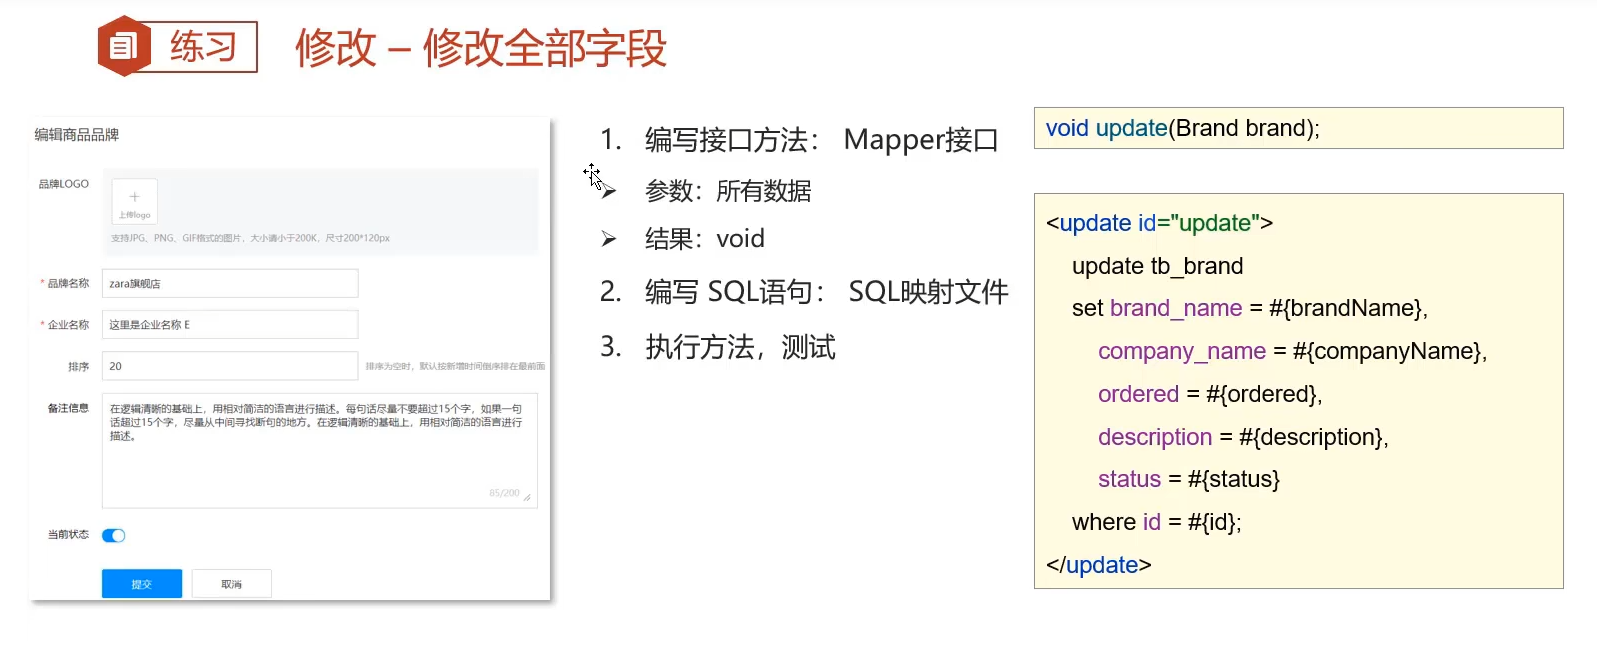 练习
修改 – 修改全部字段
编辑商品品牌
品牌LOGO
上传logo
支持JPG、PNG、GIF格式的图片，大小请小于200K，尺寸200*120px
* 品牌名称 zara旗舰店
* 企业名称 这里是企业名称 E
排序 20 排序为空时，默认按新增时间倒序排在最前面
备注信息 在逻辑清晰的基础上，用相对简洁的语言进行描述。每句话尽量不要超过15个字，如果一句
话超过15个字，尽量从中间寻找断句的地方。在逻辑清晰的基础上，用相对简洁的语言进行
描述。
85/200
当前状态
提交 取消
1. 编写接口方法： Mapper接口
➢ 参数：所有数据
➢ 结果：void
2. 编写 SQL语句： SQL映射文件
3. 执行方法，测试
void update(Brand brand);
<update id="update">
update tb_brand
set brand_name = #{brandName},
company_name = #{companyName},
ordered = #{ordered},
description = #{description},
status = #{status}
where id = #{id};
</update>